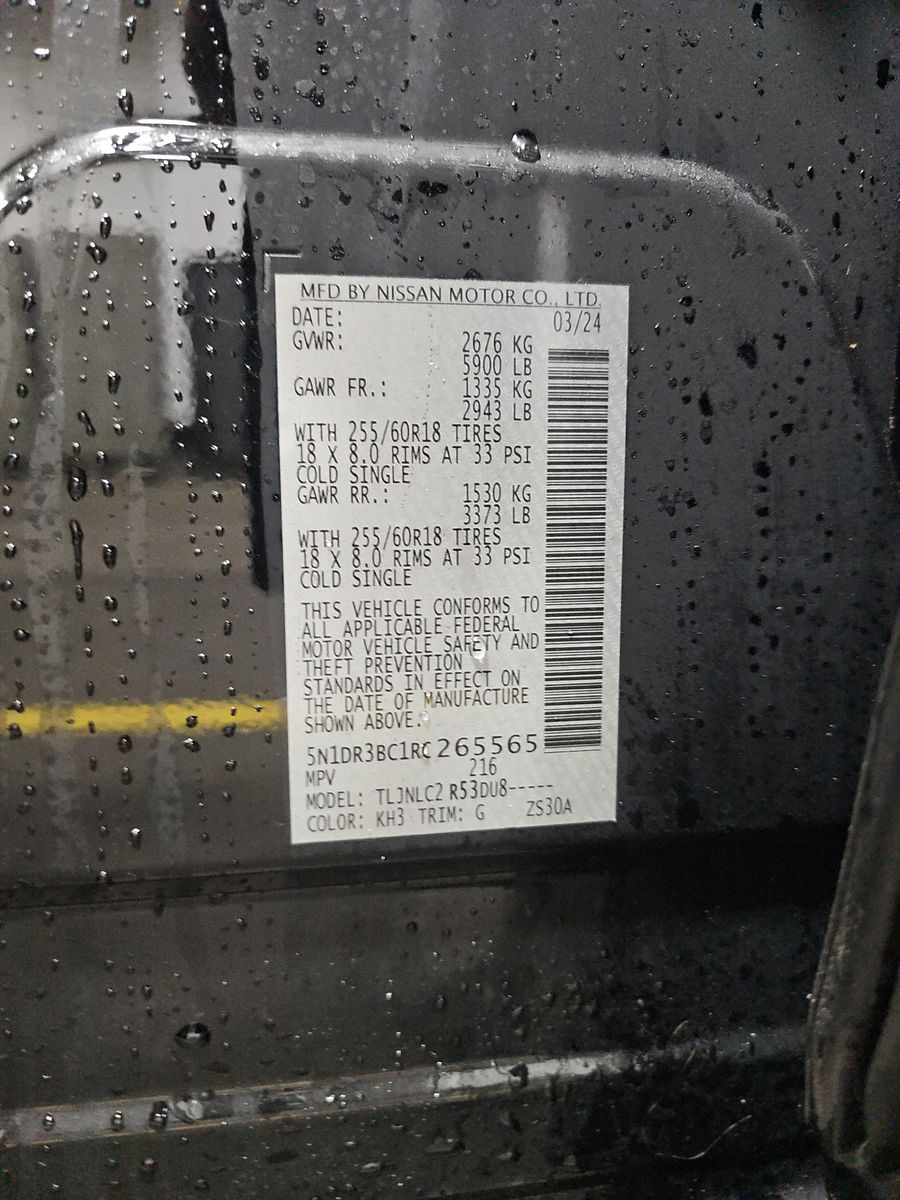 MFD BY NISSAN MOTOR CO., LTD.
DATE: 03/24
GVWR: 2676 KG
5900 LB
GAWR FR.: 1335 KG
2943 LB
WITH 255/60R18 TIRES
18 X 8.0 RIMS AT 33 PSI
COLD SINGLE
GAWR RR.: 1530 KG
3373 LB
WITH 255/60R18 TIRES
18 X 8.0 RIMS AT 33 PSI
COLD SINGLE
THIS VEHICLE CONFORMS TO
ALL APPLICABLE FEDERAL
MOTOR VEHICLE SAFETY AND
THEFT PREVENTION
STANDARDS IN EFFECT ON
THE DATE OF MANUFACTURE
SHOWN ABOVE.
5N1DR3BC1RC265565
MPV 216
MODEL: TLJNLC2 R53DU8-----
COLOR: KH3 TRIM: G ZS30A